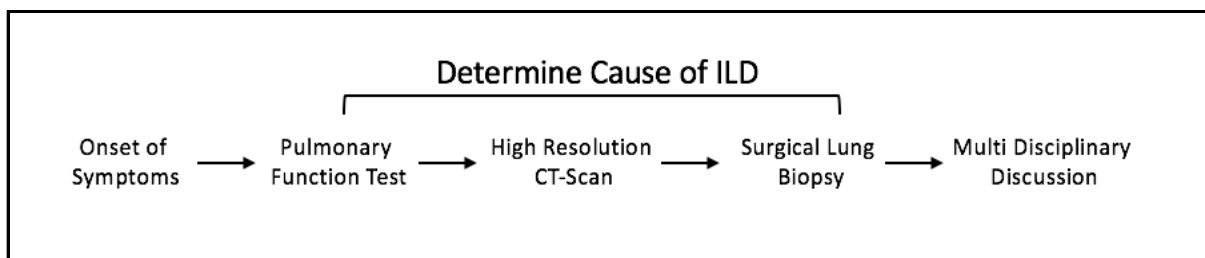 Determine Cause of ILD
Onset of
Symptoms
Pulmonary
Function Test
High Resolution
CT-Scan
Surgical Lung
Biopsy
Multi Disciplinary
Discussion